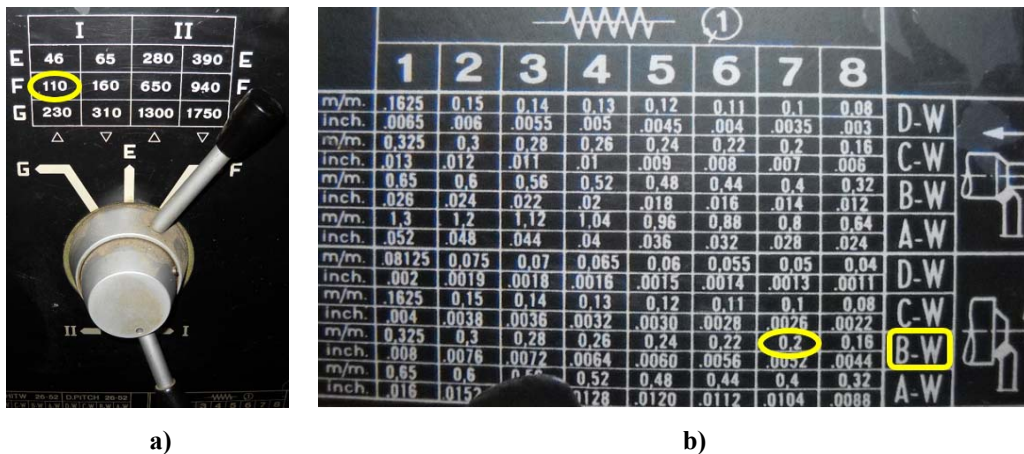 I II
E 46 65 280 390 E
F 110 160 650 940 F
G 230 310 1300 1750
E
G F
II I
D.PITCH 26-52
a)
1
1 2 3 4 5 6 7 8
m/m. .1625 0,15 0,14 0,13 0,12 0,11 0,1 0,08
inch. .0065 .006 .0055 .005 .0045 .004 .0035 .003
D-W
m/m. 0,325 0,3 0,28 0,26 0,24 0,22 0,2 0,16
inch. .013 .012 .011 .01 .009 .008 .007 .006
C-W
m/m. 0.65 0,6 0,56 0,52 0,48 0,44 0,4 0,32
inch. .026 .024 .022 .02 .018 .016 .014 .012
B-W
m/m. 1,3 1,2 1,12 1,04 0,96 0,88 0,8 0,64
inch. .052 .048 .044 .04 .036 .032 .028 .024
A-W
m/m. .08125 0,075 0,07 0,065 0,06 0,055 0,05 0,04
inch. .002 .0019 .0018 .0016 .0015 .0014 .0013 .0011
D-W
m/m. .1625 0,15 0,14 0,13 0,12 0,11 0,1 0,08
inch. .004 .0038 .0036 .0032 .0030 .0028 .0026 .0022
C-W
m/m. 0,325 0,3 0,28 0,26 0,24 0,22 0,2 0,16
inch. .008 .0076 .0072 .0064 .0060 .0056 .0052 .0044
B-W
m/m. 0,65 0,6 0,52 0,48 0,44 0,4 0,32
inch. .016 .0120 .0112 .0104 .0088
A-W
b)